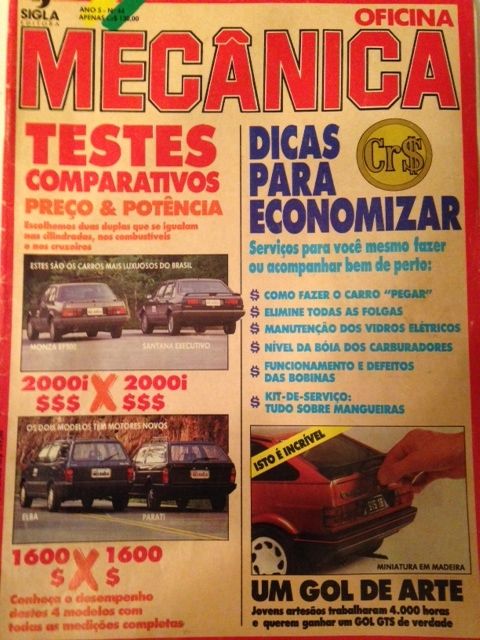 SIGLA
EDITORA
ANO 5 - Nº 44
APENAS Cr$ 130,00
OFICINA
MECÂNICA
TESTES
COMPARATIVOS
PREÇO & POTÊNCIA
Escolhemos duas duplas que se igualam
nas cilindradas, nos combustíveis
e nos cruzeiros
ESTES SÃO OS CARROS MAIS LUXUOSOS DO BRASIL
MONZA EF500
SANTANA EXECUTIVO
2000i X 2000i
$$$ $$$
OS DOIS MODELOS TÊM MOTORES NOVOS
ELBA
PARATI
1600 X 1600
$ $
Conheça o desempenho
destes 4 modelos com
todas as medições completas
DICAS
PARA
ECONOMIZAR
Cr$
Serviços para você mesmo fazer
ou acompanhar bem de perto:
$ COMO FAZER O CARRO "PEGAR"
$ ELIMINE TODAS AS FOLGAS
$ MANUTENÇÃO DOS VIDROS ELÉTRICOS
$ NÍVEL DA BÓIA DOS CARBURADORES
$ FUNCIONAMENTO E DEFEITOS
DAS BOBINAS
$ KIT-DE-SERVIÇO:
TUDO SOBRE MANGUEIRAS
ISTO É INCRÍVEL
MINIATURA EM MADEIRA
UM GOL DE ARTE
Jovens artesãos trabalharam 4.000 horas
e querem ganhar um GOL GTS de verdade